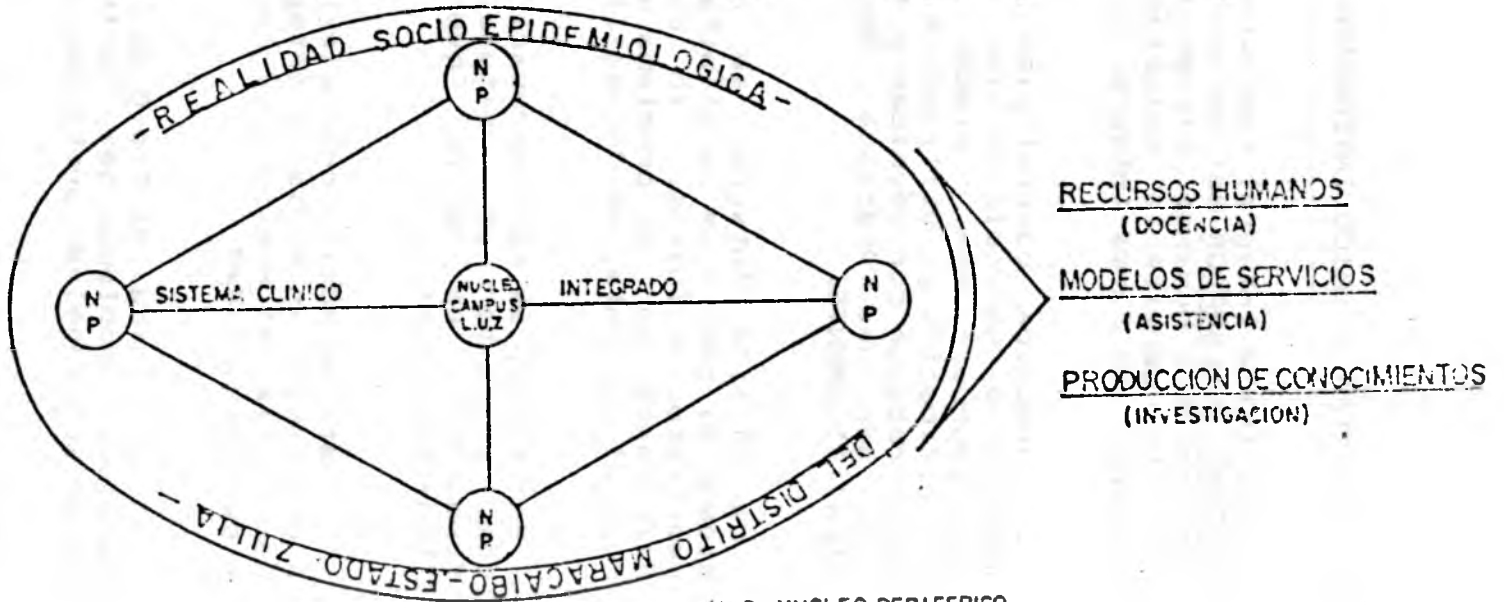 -REALIDAD SOCIO EPIDEMIOLOGICA-
N
P
N
P
SISTEMA CLINICO
NUCLEO
CAMPUS
L.U.Z
INTEGRADO
N
P
N
P
DEL DISTRITO MARACAIBO-ESTADO ZULIA -
RECURSOS HUMANOS
(DOCENCIA)
MODELOS DE SERVICIOS
(ASISTENCIA)
PRODUCCION DE CONOCIMIENTOS
(INVESTIGACION)
NUCLEO PERIFERICO